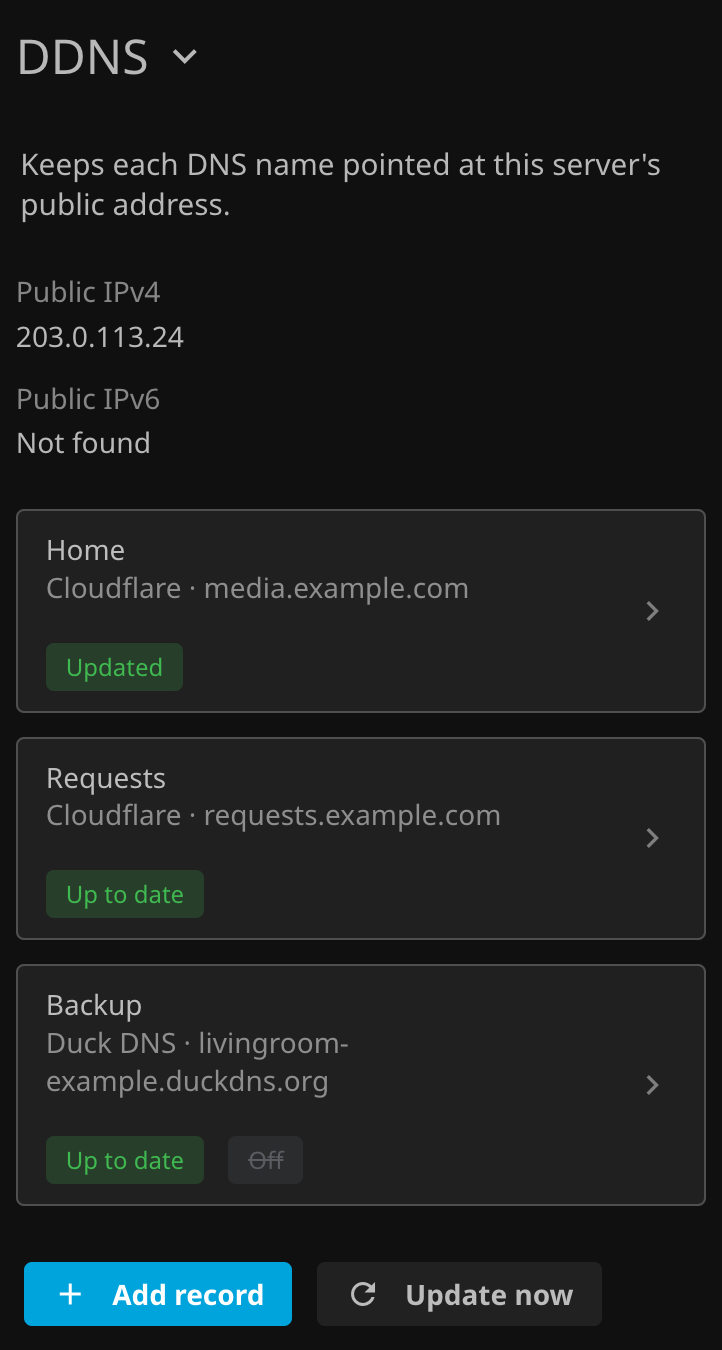 DDNS
Keeps each DNS name pointed at this server's
public address.
Public IPv4
203.0.113.24
Public IPv6
Not found
Home
Cloudflare · media.example.com
Updated
Requests
Cloudflare · requests.example.com
Up to date
Backup
Duck DNS · livingroom-
example.duckdns.org
Up to date Off
Add record Update now